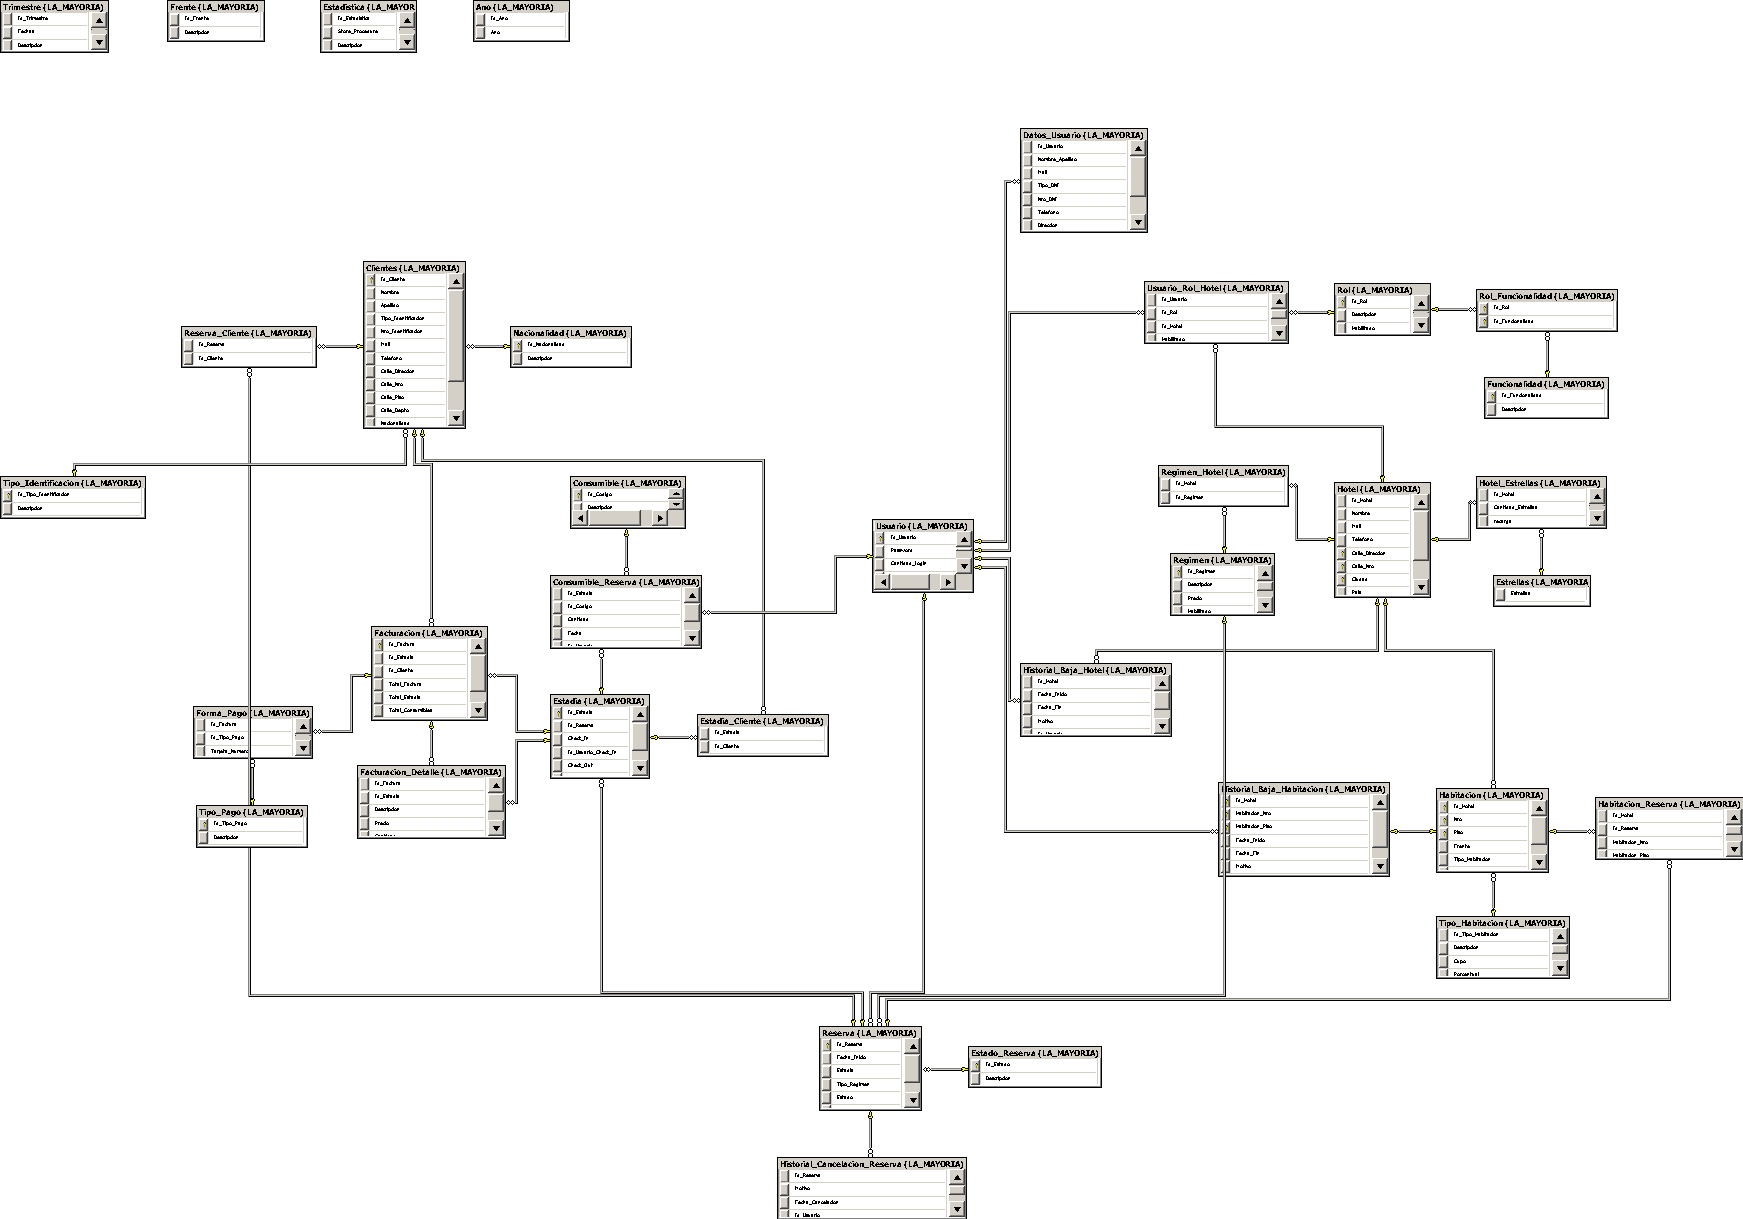 Trimestre (LA_MAYORIA)
Id_Trimestre
Fechas
Descripcion
Frente (LA_MAYORIA)
Id_Frente
Descripcion
Estadistica (LA_MAYOR
Id_Estadistica
Store_Procedure
Descripcion
Ano (LA_MAYORIA)
Id_Ano
Ano
Datos_Usuario (LA_MAYORIA)
Id_Usuario
Nombre_Apellido
Mail
Tipo_DNI
Nro_DNI
Telefono
Direccion
Clientes (LA_MAYORIA)
Id_Cliente
Nombre
Apellido
Tipo_Identificador
Nro_Identificador
Mail
Telefono
Calle_Direccion
Calle_Nro
Calle_Piso
Calle_Depto
Nacionalidad
Reserva_Cliente (LA_MAYORIA)
Id_Reserva
Id_Cliente
Nacionalidad (LA_MAYORIA)
Id_Nacionalidad
Descripcion
Usuario_Rol_Hotel (LA_MAYORIA)
Id_Usuario
Id_Rol
Id_Hotel
Habilitado
Rol (LA_MAYORIA)
Id_Rol
Descripcion
Habilitado
Rol_Funcionalidad (LA_MAYORIA)
Id_Rol
Id_Funcionalidad
Funcionalidad (LA_MAYORIA)
Id_Funcionalidad
Descripcion
Tipo_Identificacion (LA_MAYORIA)
Id_Tipo_Identificador
Descripcion
Consumible (LA_MAYORIA)
Id_Codigo
Descripcion
Regimen_Hotel (LA_MAYORIA)
Id_Hotel
Id_Regimen
Hotel (LA_MAYORIA)
Id_Hotel
Nombre
Mail
Telefono
Calle_Direccion
Calle_Nro
Ciudad
Pais
Hotel_Estrellas (LA_MAYORIA)
Id_Hotel
Cantidad_Estrellas
recargo
Usuario (LA_MAYORIA)
Id_Usuario
Password
Cantidad_Login
Regimen (LA_MAYORIA)
Id_Regimen
Descripcion
Precio
Habilitado
Estrellas (LA_MAYORIA
Estrellas
Consumible_Reserva (LA_MAYORIA)
Id_Estadia
Id_Codigo
Cantidad
Fecha
Facturacion (LA_MAYORIA)
Id_Factura
Id_Estadia
Id_Cliente
Total_Factura
Total_Estadia
Total_Consumibles
Historial_Baja_Hotel (LA_MAYORIA)
Id_Hotel
Fecha_Inicio
Fecha_Fin
Motivo
Id_Usuario
Forma_Pago (LA_MAYORIA)
Id_Factura
Id_Tipo_Pago
Tarjeta_Numero
Estadia (LA_MAYORIA)
Id_Estadia
Id_Reserva
Check_In
Id_Usuario_Check_In
Check_Out
Estadia_Cliente (LA_MAYORIA)
Id_Estadia
Id_Cliente
Facturacion_Detalle (LA_MAYORIA)
Id_Factura
Id_Estadia
Descripcion
Precio
Cantidad
Tipo_Pago (LA_MAYORIA)
Id_Tipo_Pago
Descripcion
Historial_Baja_Habitacion (LA_MAYORIA)
Id_Hotel
Habitacion_Nro
Habitacion_Piso
Fecha_Inicio
Fecha_Fin
Motivo
Habitacion (LA_MAYORIA)
Id_Hotel
Nro
Piso
Frente
Tipo_Habitacion
Habitacion_Reserva (LA_MAYORIA)
Id_Hotel
Id_Reserva
Habitacion_Nro
Habitacion_Piso
Tipo_Habitacion (LA_MAYORIA)
Id_Tipo_Habitacion
Descripcion
Cupo
Porcentual
Reserva (LA_MAYORIA)
Id_Reserva
Fecha_Inicio
Estadia
Tipo_Regimen
Estado
Estado_Reserva (LA_MAYORIA)
Id_Estado
Descripcion
Historial_Cancelacion_Reserva (LA_MAYORIA)
Id_Reserva
Motivo
Fecha_Cancelacion
Id_Usuario